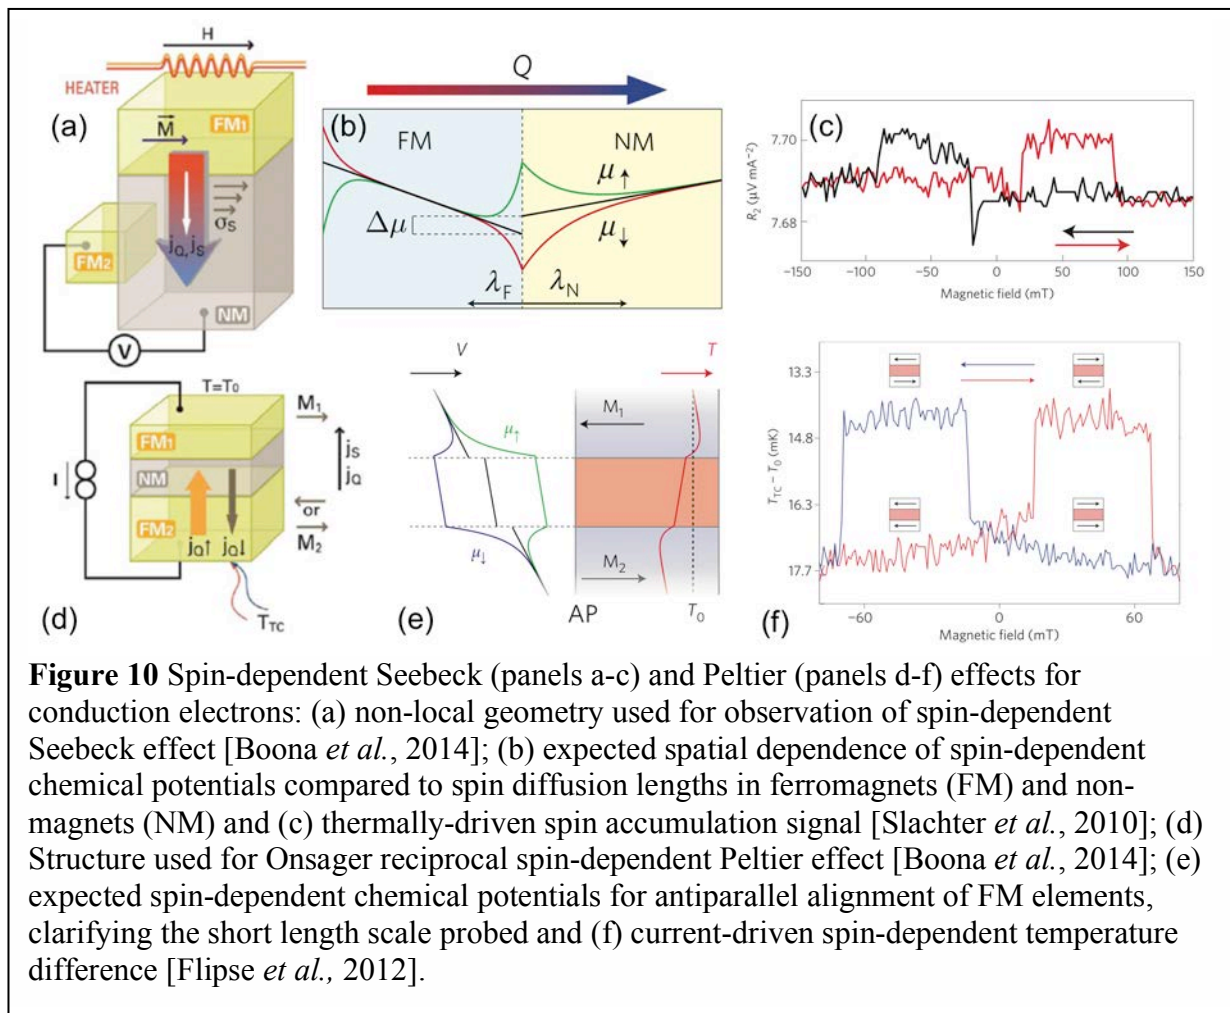 H
HEATER
(a)
M
FM1
σS
jQ, jS
FM2
NM
V
Q
(b)
FM
NM
μ↑
Δμ
μ↓
λF
λN
(c)
R2 (μV mA−2)
7.70
7.68
−150
−100
−50
0
50
100
150
Magnetic field (mT)
T=T0
M1
FM1
NM
FM2
I
jS
jQ
or
M2
jQ↑
jQ↓
TTC
(d)
V
μ↑
μ↓
(e)
T
M1
M2
AP
T0
TTC − T0 (mK)
13.3
14.8
16.3
17.7
−60
0
60
Magnetic field (mT)
(f)
Figure 10 Spin-dependent Seebeck (panels a-c) and Peltier (panels d-f) effects for
conduction electrons: (a) non-local geometry used for observation of spin-dependent
Seebeck effect [Boona et al., 2014]; (b) expected spatial dependence of spin-dependent
chemical potentials compared to spin diffusion lengths in ferromagnets (FM) and non-
magnets (NM) and (c) thermally-driven spin accumulation signal [Slachter et al., 2010]; (d)
Structure used for Onsager reciprocal spin-dependent Peltier effect [Boona et al., 2014]; (e)
expected spin-dependent chemical potentials for antiparallel alignment of FM elements,
clarifying the short length scale probed and (f) current-driven spin-dependent temperature
difference [Flipse et al., 2012].